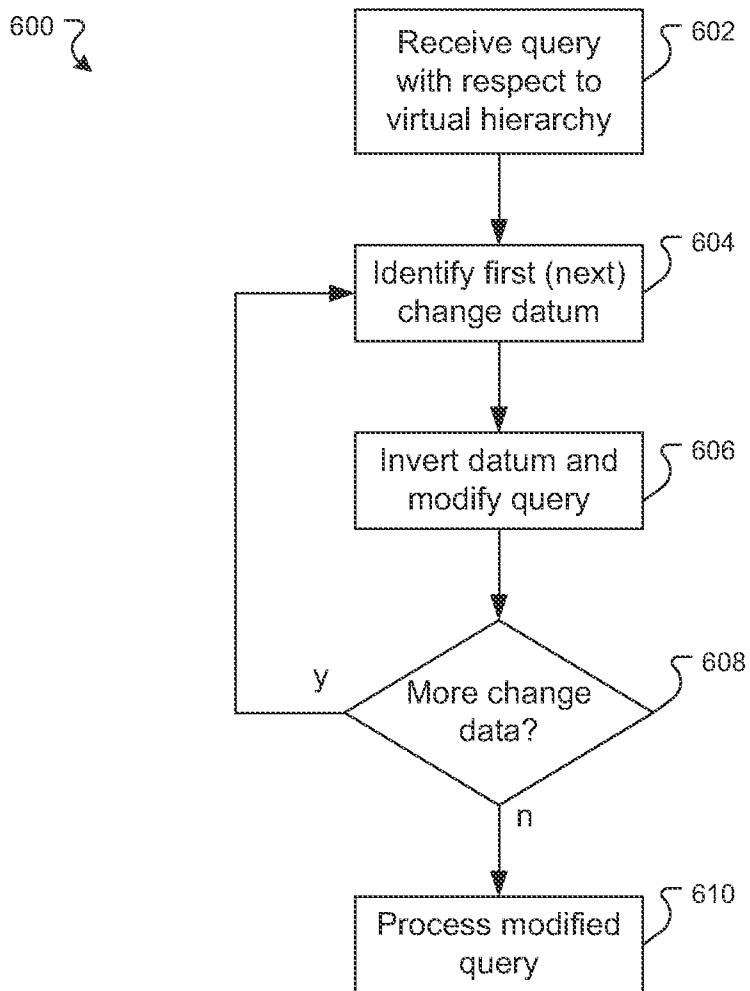 600
Receive query
with respect to
virtual hierarchy
602
Identify first (next)
change datum
604
Invert datum and
modify query
606
y
More change
data?
608
n
Process modified
query
610